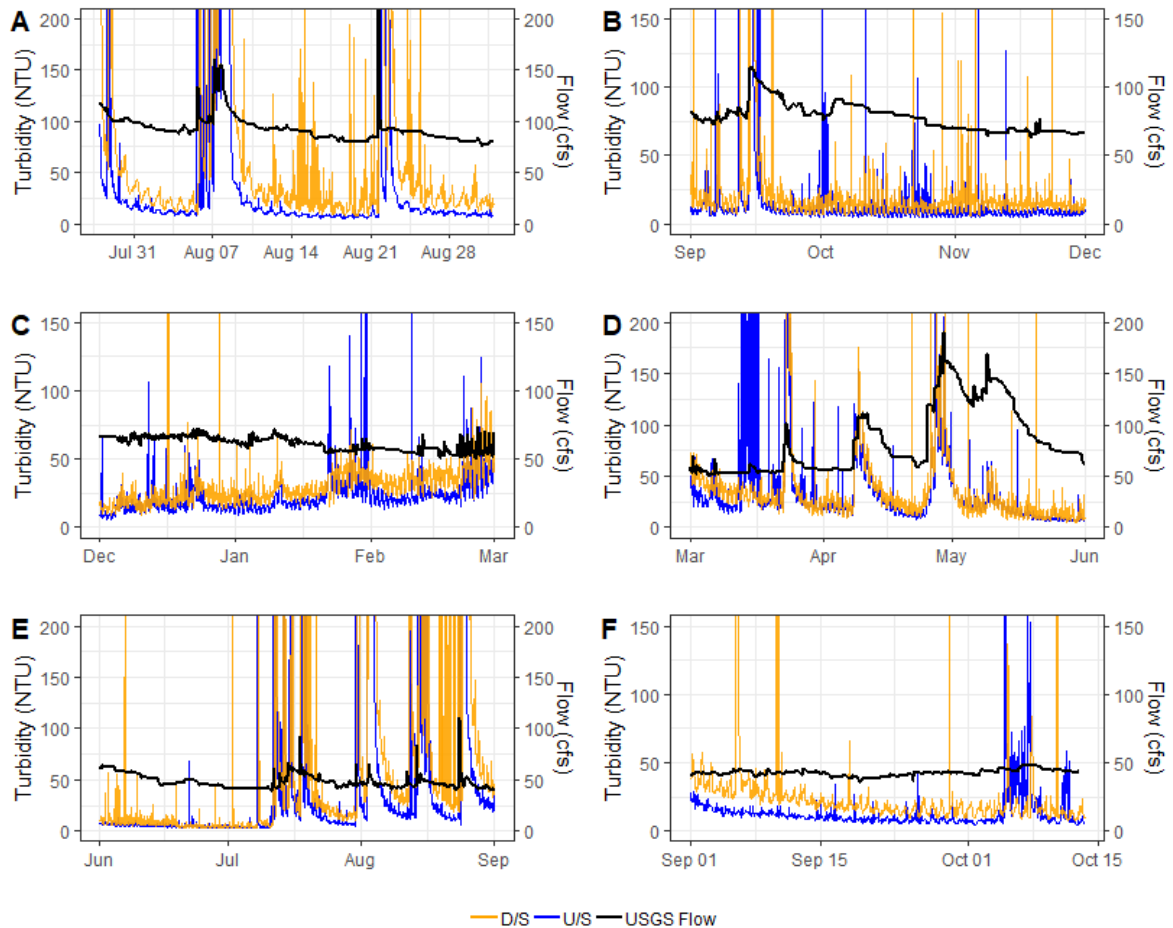 A
Turbidity (NTU)
200
150
100
50
0
200
150
100
50
0
Flow (cfs)
Jul 31 Aug 07 Aug 14 Aug 21 Aug 28
B
Turbidity (NTU)
150
100
50
0
150
100
50
0
Flow (cfs)
Sep Oct Nov Dec
C
Turbidity (NTU)
150
100
50
0
150
100
50
0
Flow (cfs)
Dec Jan Feb Mar
D
Turbidity (NTU)
200
150
100
50
0
200
150
100
50
0
Flow (cfs)
Mar Apr May Jun
E
Turbidity (NTU)
200
150
100
50
0
200
150
100
50
0
Flow (cfs)
Jun Jul Aug Sep
F
Turbidity (NTU)
150
100
50
0
150
100
50
0
Flow (cfs)
Sep 01 Sep 15 Oct 01 Oct 15
D/S U/S USGS Flow